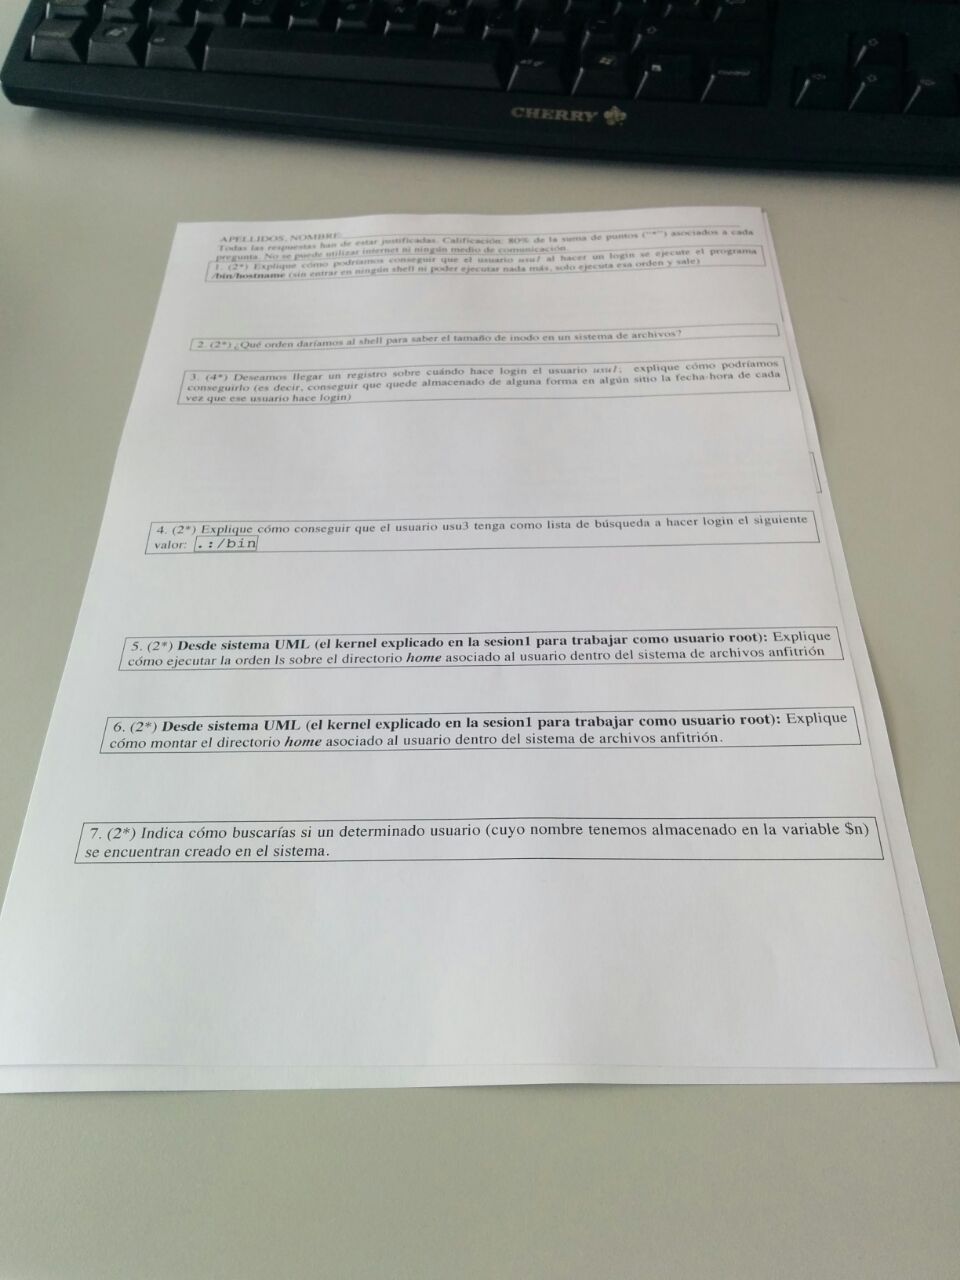 CHERRY
APELLIDOS, NOMBRE:
Todas las respuestas han de estar justificadas. Calificación: 80% de la suma de puntos ("*") asociados a cada
pregunta. No se puede utilizar internet ni ningún medio de comunicación.
1. (2*) Explique cómo podríamos conseguir que el usuario usu1 al hacer un login se ejecute el programa
/bin/hostname (sin entrar en ningún shell ni poder ejecutar nada más, solo ejecuta esa orden y sale)
2. (2*) ¿Qué orden daríamos al shell para saber el tamaño de inodo en un sistema de archivos?
3. (4*) Deseamos llegar un registro sobre cuándo hace login el usuario usu1; explique cómo podríamos
conseguirlo (es decir, conseguir que quede almacenado de alguna forma en algún sitio la fecha-hora de cada
vez que ese usuario hace login)
4. (2*) Explique cómo conseguir que el usuario usu3 tenga como lista de búsqueda a hacer login el siguiente
valor: .:/bin
5. (2*) Desde sistema UML (el kernel explicado en la sesion1 para trabajar como usuario root): Explique
cómo ejecutar la orden ls sobre el directorio home asociado al usuario dentro del sistema de archivos anfitrión
6. (2*) Desde sistema UML (el kernel explicado en la sesion1 para trabajar como usuario root): Explique
cómo montar el directorio home asociado al usuario dentro del sistema de archivos anfitrión.
7. (2*) Indica cómo buscarías si un determinado usuario (cuyo nombre tenemos almacenado en la variable $n)
se encuentran creado en el sistema.